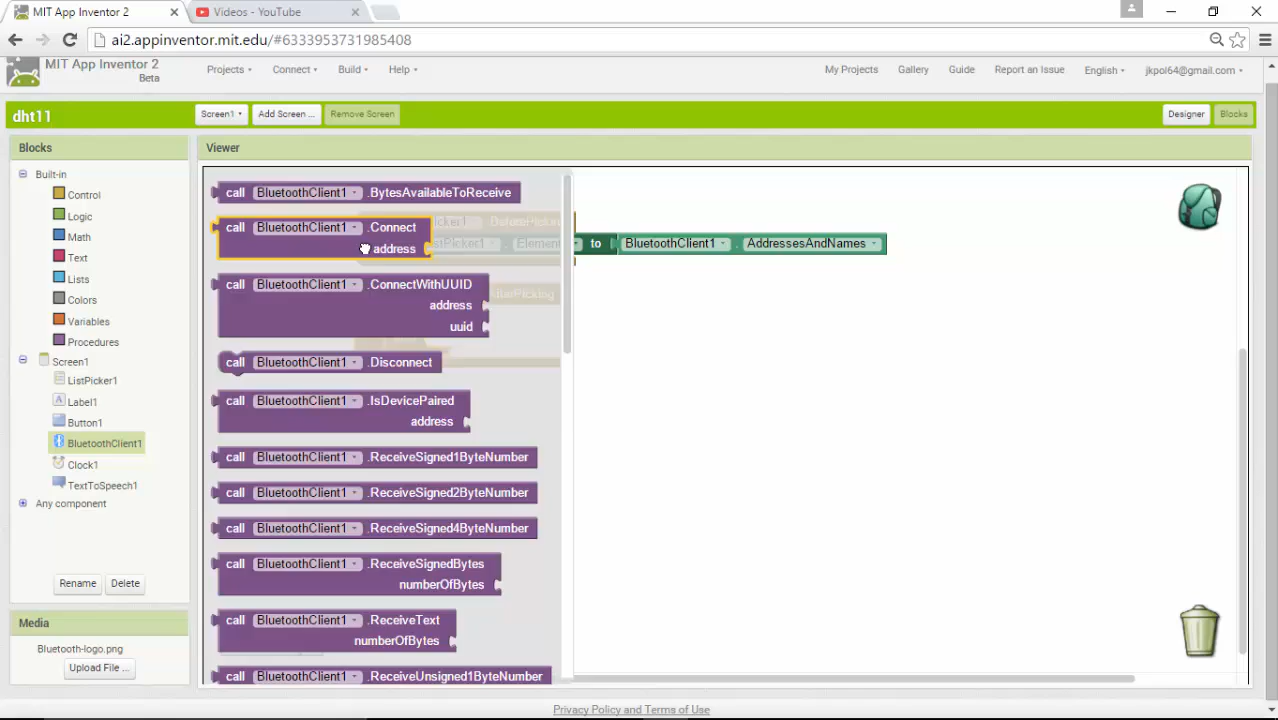 MIT App Inventor 2
Videos - YouTube
ai2.appinventor.mit.edu/#6333953731985408
MIT App Inventor 2
Beta
Projects
Connect
Build
Help
My Projects
Gallery
Guide
Report an Issue
English
jkpol64@gmail.com
dht11
Screen1
Add Screen ...
Remove Screen
Designer
Blocks
Blocks
Built-in
Control
Logic
Math
Text
Lists
Colors
Variables
Procedures
Screen1
ListPicker1
Label1
Button1
BluetoothClient1
Clock1
TextToSpeech1
Any component
Rename
Delete
Media
Bluetooth-logo.png
Upload File ...
Viewer
call BluetoothClient1 .BytesAvailableToReceive
call BluetoothClient1 .Connect
address
to BluetoothClient1 . AddressesAndNames
call BluetoothClient1 .ConnectWithUUID
address
uuid
call BluetoothClient1 .Disconnect
call BluetoothClient1 .IsDevicePaired
address
call BluetoothClient1 .ReceiveSigned1ByteNumber
call BluetoothClient1 .ReceiveSigned2ByteNumber
call BluetoothClient1 .ReceiveSigned4ByteNumber
call BluetoothClient1 .ReceiveSignedBytes
numberOfBytes
call BluetoothClient1 .ReceiveText
numberOfBytes
call BluetoothClient1 .ReceiveUnsigned1ByteNumber
Privacy Policy and Terms of Use